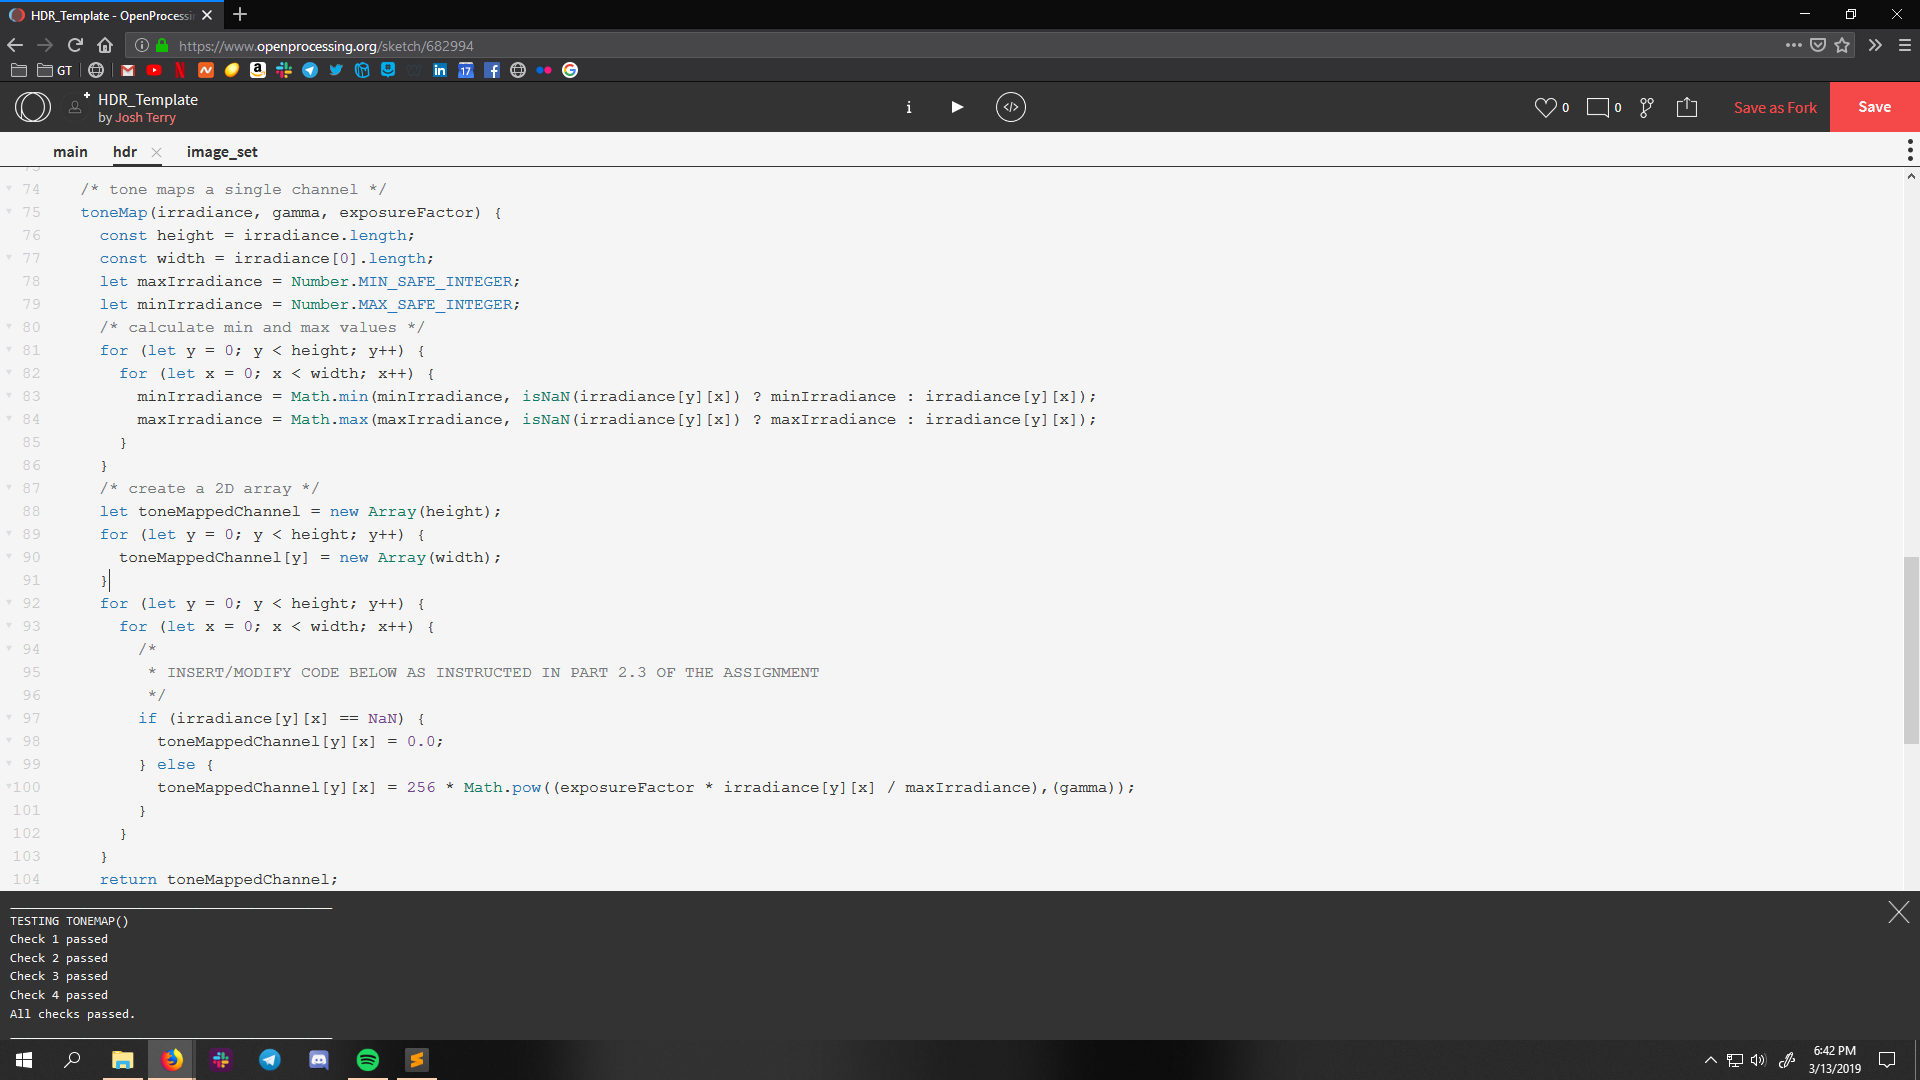 HDR_Template - OpenProcessin
https://www.openprocessing.org/sketch/682994
GT
HDR_Template
by Josh Terry
0
0
Save as Fork
Save
main
hdr
image_set
74 /* tone maps a single channel */
75 toneMap(irradiance, gamma, exposureFactor) {
76 const height = irradiance.length;
77 const width = irradiance[0].length;
78 let maxIrradiance = Number.MIN_SAFE_INTEGER;
79 let minIrradiance = Number.MAX_SAFE_INTEGER;
80 /* calculate min and max values */
81 for (let y = 0; y < height; y++) {
82 for (let x = 0; x < width; x++) {
83 minIrradiance = Math.min(minIrradiance, isNaN(irradiance[y][x]) ? minIrradiance : irradiance[y][x]);
84 maxIrradiance = Math.max(maxIrradiance, isNaN(irradiance[y][x]) ? maxIrradiance : irradiance[y][x]);
85 }
86 }
87 /* create a 2D array */
88 let toneMappedChannel = new Array(height);
89 for (let y = 0; y < height; y++) {
90 toneMappedChannel[y] = new Array(width);
91 }
92 for (let y = 0; y < height; y++) {
93 for (let x = 0; x < width; x++) {
94 /*
95 * INSERT/MODIFY CODE BELOW AS INSTRUCTED IN PART 2.3 OF THE ASSIGNMENT
96 */
97 if (irradiance[y][x] == NaN) {
98 toneMappedChannel[y][x] = 0.0;
99 } else {
100 toneMappedChannel[y][x] = 256 * Math.pow((exposureFactor * irradiance[y][x] / maxIrradiance),(gamma));
101 }
102 }
103 }
104 return toneMappedChannel;
TESTING TONEMAP()
Check 1 passed
Check 2 passed
Check 3 passed
Check 4 passed
All checks passed.
6:42 PM
3/13/2019